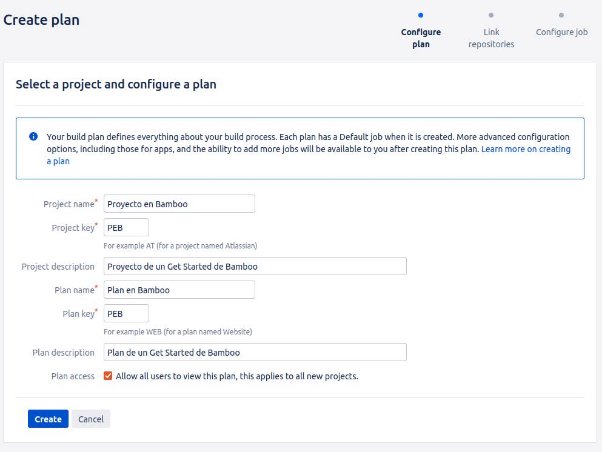 Create plan
Configure
plan
Link
repositories
Configure job
Select a project and configure a plan
Your build plan defines everything about your build process. Each plan has a Default job when it is created. More advanced configuration
options, including those for apps, and the ability to add more jobs will be available to you after creating this plan. Learn more on creating
a plan
Project name* Proyecto en Bamboo
Project key* PEB
For example AT (for a project named Atlassian)
Project description Proyecto de un Get Started de Bamboo
Plan name* Plan en Bamboo
Plan key* PEB
For example WEB (for a plan named Website)
Plan description Plan de un Get Started de Bamboo
Plan access Allow all users to view this plan, this applies to all new projects.
Create Cancel